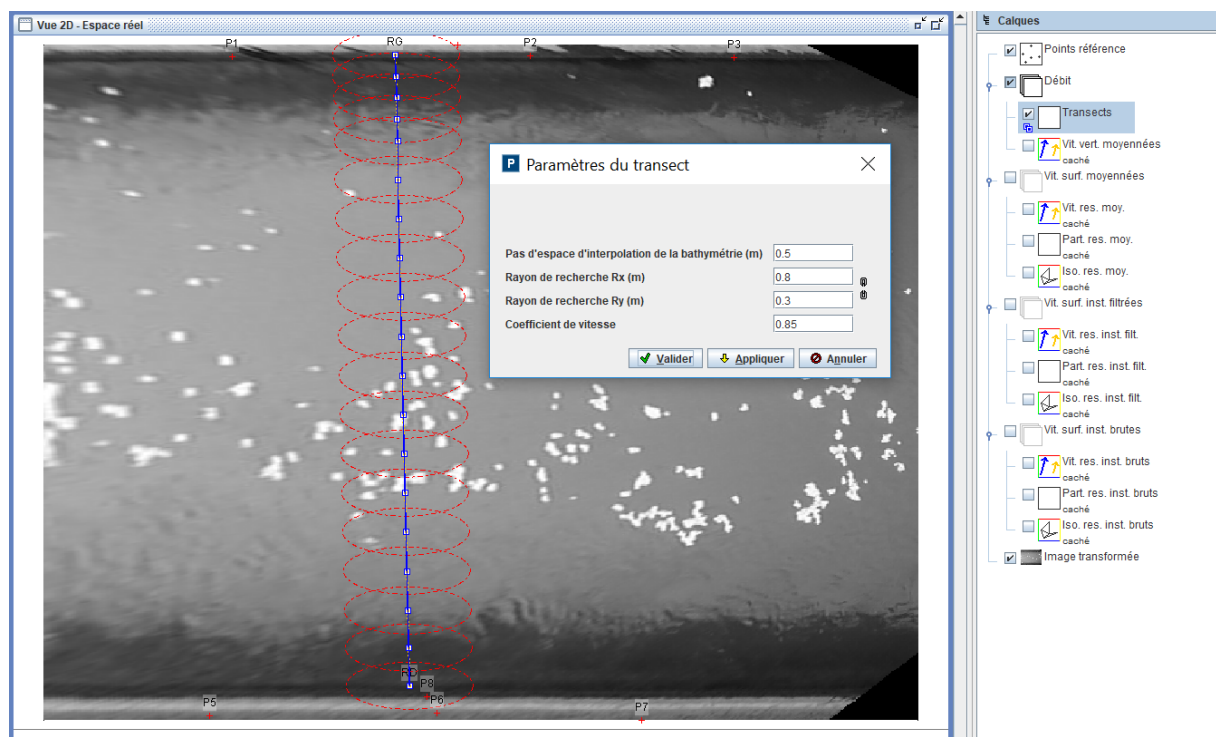 Vue 2D - Espace réel
P1
RG
P2
P3
Paramètres du transect
Pas d'espace d'interpolation de la bathymétrie (m) 0.5
Rayon de recherche Rx (m) 0.8
Rayon de recherche Ry (m) 0.3
Coefficient de vitesse 0.85
Valider
Appliquer
Annuler
RD
P8
P5
P6
P7
Calques
Points référence
Débit
Transects
Vit. vert. moyennées
caché
Vit. surf. moyennées
Vit. res. moy.
caché
Part. res. moy.
caché
Iso. res. moy.
caché
Vit. surf. inst. filtrées
Vit. res. inst. filt.
caché
Part. res. inst. filt.
caché
Iso. res. inst. filt.
caché
Vit. surf. inst. brutes
Vit. res. inst. bruts
caché
Part. res. inst. bruts
caché
Iso. res. inst. bruts
caché
Image transformée